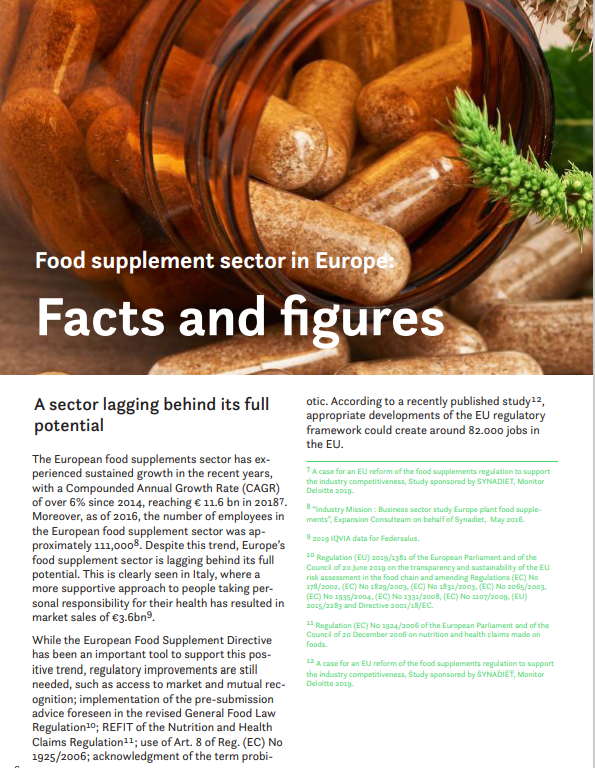 Food supplement sector in Europe:
Facts and figures
A sector lagging behind its full
potential
The European food supplements sector has ex-
perienced sustained growth in the recent years,
with a Compounded Annual Growth Rate (CAGR)
of over 6% since 2014, reaching € 11.6 bn in 2018⁷.
Moreover, as of 2016, the number of employees in
the European food supplement sector was ap-
proximately 111,000⁸. Despite this trend, Europe's
food supplement sector is lagging behind its full
potential. This is clearly seen in Italy, where a
more supportive approach to people taking per-
sonal responsibility for their health has resulted in
market sales of €3.6bn⁹.
While the European Food Supplement Directive
has been an important tool to support this pos-
itive trend, regulatory improvements are still
needed, such as access to market and mutual rec-
ognition; implementation of the pre-submission
advice foreseen in the revised General Food Law
Regulation¹⁰; REFIT of the Nutrition and Health
Claims Regulation¹¹; use of Art. 8 of Reg. (EC) No
1925/2006; acknowledgment of the term probi-
otic. According to a recently published study¹²,
appropriate developments of the EU regulatory
framework could create around 82.000 jobs in
the EU.
⁷ A case for an EU reform of the food supplements regulation to support
the industry competitiveness, Study sponsored by SYNADIET, Monitor
Deloitte 2019.
⁸ "Industry Mission : Business sector study Europe plant food supple-
ments", Expansion Consulteam on behalf of Synadiet, May 2016.
⁹ 2019 IQVIA data for Federsalus.
¹⁰ Regulation (EU) 2019/1381 of the European Parliament and of the
Council of 20 June 2019 on the transparency and sustainability of the EU
risk assessment in the food chain and amending Regulations (EC) No
178/2002, (EC) No 1829/2003, (EC) No 1831/2003, (EC) No 2065/2003,
(EC) No 1935/2004, (EC) No 1331/2008, (EC) No 1107/2009, (EU)
2015/2283 and Directive 2001/18/EC.
¹¹ Regulation (EC) No 1924/2006 of the European Parliament and of the
Council of 20 December 2006 on nutrition and health claims made on
foods.
¹² A case for an EU reform of the food supplements regulation to support
the industry competitiveness, Study sponsored by SYNADIET, Monitor
Deloitte 2019.